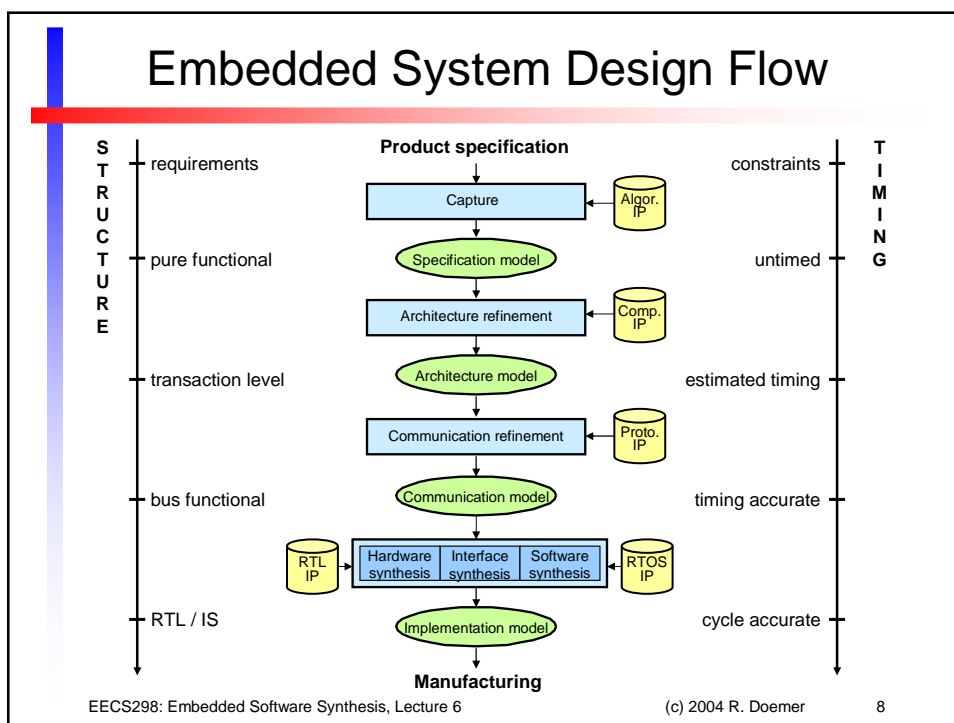 Embedded System Design Flow
STRUCTURE
TIMING
Product specification
requirements
constraints
Capture
Algor.
IP
pure functional
Specification model
untimed
Architecture refinement
Comp.
IP
transaction level
Architecture model
estimated timing
Communication refinement
Proto.
IP
bus functional
Communication model
timing accurate
RTL
IP
Hardware
synthesis
Interface
synthesis
Software
synthesis
RTOS
IP
RTL / IS
Implementation model
cycle accurate
Manufacturing
EECS298: Embedded Software Synthesis, Lecture 6
(c) 2004 R. Doemer
8